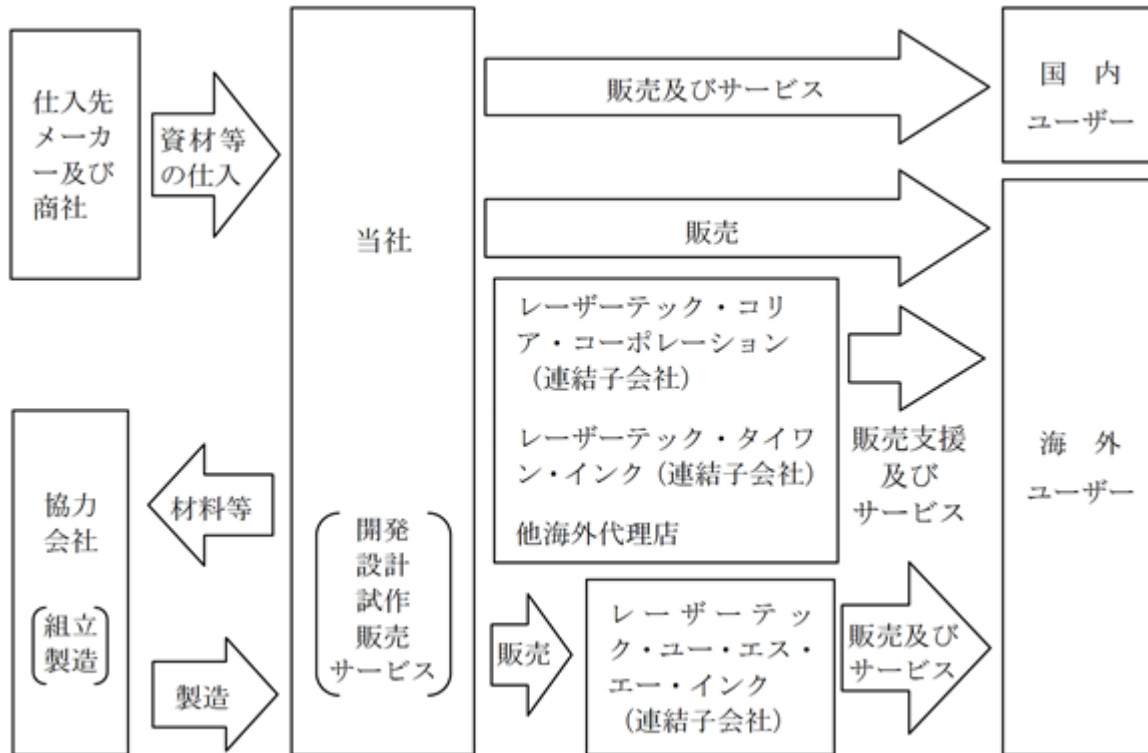 仕入先
メーカ
ー及び
商社
資材等
の仕入
当社
販売及びサービス
国 内
ユーザー
販売
レーザーテック・コリ
ア・コーポレーション
（連結子会社）
レーザーテック・タイワ
ン・インク（連結子会社）
他海外代理店
販売支援
及び
サービス
海 外
ユーザー
協力
会社
組立
製造
材料等
製造
開発
設計
試作
販売
サービス
販売
レーザーテッ
ク・ユー・エス・
エー・インク
（連結子会社）
販売及び
サービス